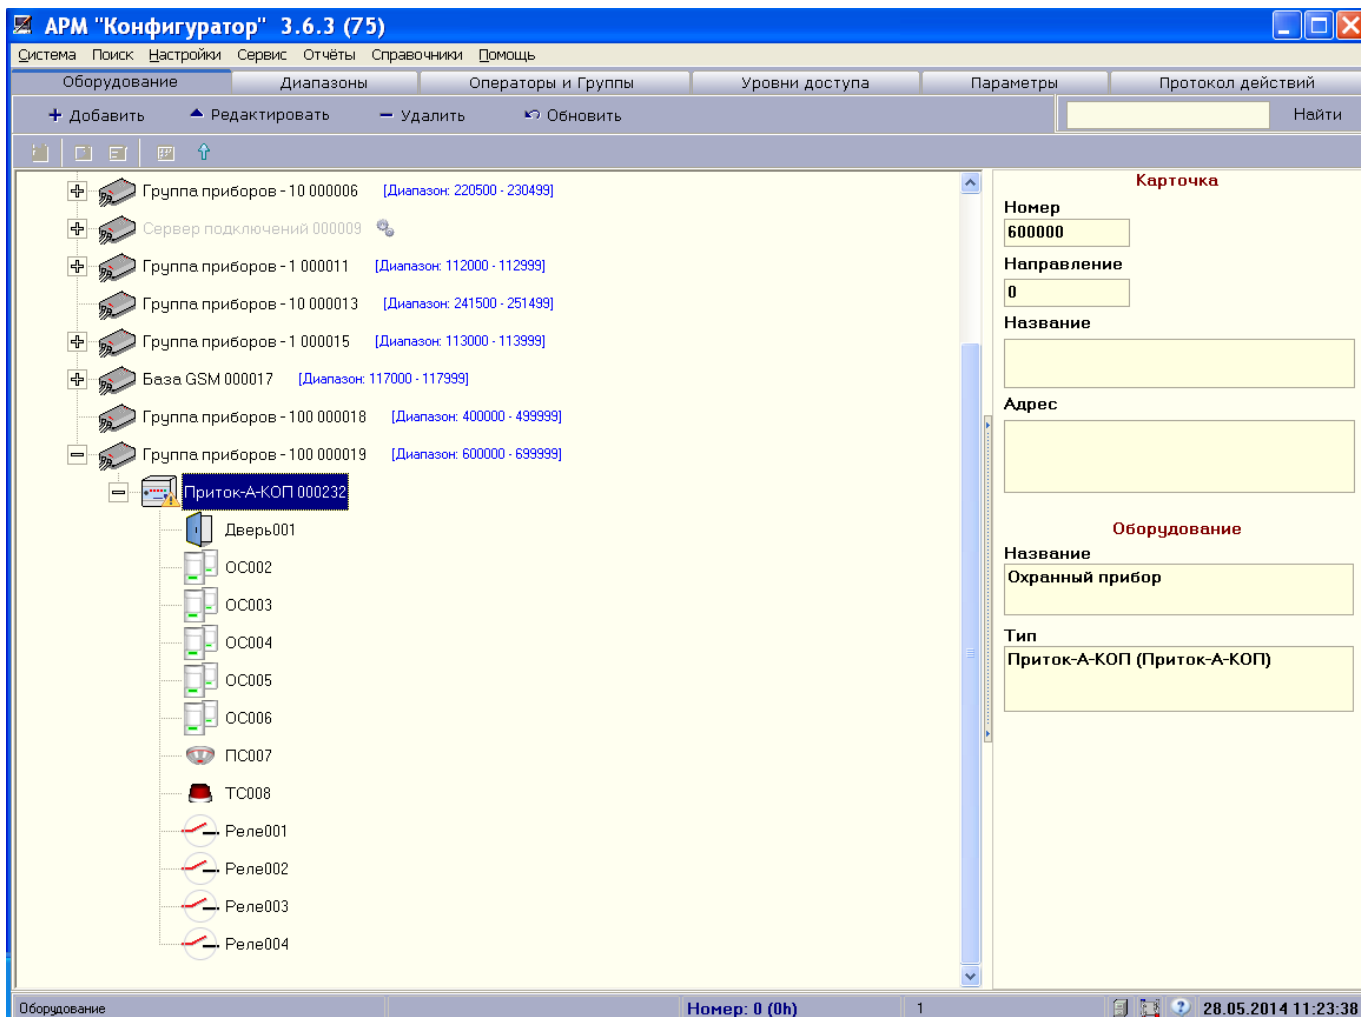 АРМ "Конфигуратор" 3.6.3 (75)
Система Поиск Настройки Сервис Отчёты Справочники Помощь
Оборудование Диапазоны Операторы и Группы Уровни доступа Параметры Протокол действий
Добавить Редактировать Удалить Обновить Найти
Группа приборов - 10 000006 [Диапазон: 220500 - 230499]
Сервер подключений 000009
Группа приборов - 1 000011 [Диапазон: 112000 - 112999]
Группа приборов - 10 000013 [Диапазон: 241500 - 251499]
Группа приборов - 1 000015 [Диапазон: 113000 - 113999]
База GSM 000017 [Диапазон: 117000 - 117999]
Группа приборов - 100 000018 [Диапазон: 400000 - 499999]
Группа приборов - 100 000019 [Диапазон: 600000 - 699999]
Приток-А-КОП 000232
Дверь001
ОС002
ОС003
ОС004
ОС005
ОС006
ПС007
ТС008
Реле001
Реле002
Реле003
Реле004
Карточка
Номер
600000
Направление
0
Название
Адрес
Оборудование
Название
Охранный прибор
Тип
Приток-А-КОП (Приток-А-КОП)
Оборудование Номер: 0 (0h) 1 28.05.2014 11:23:38